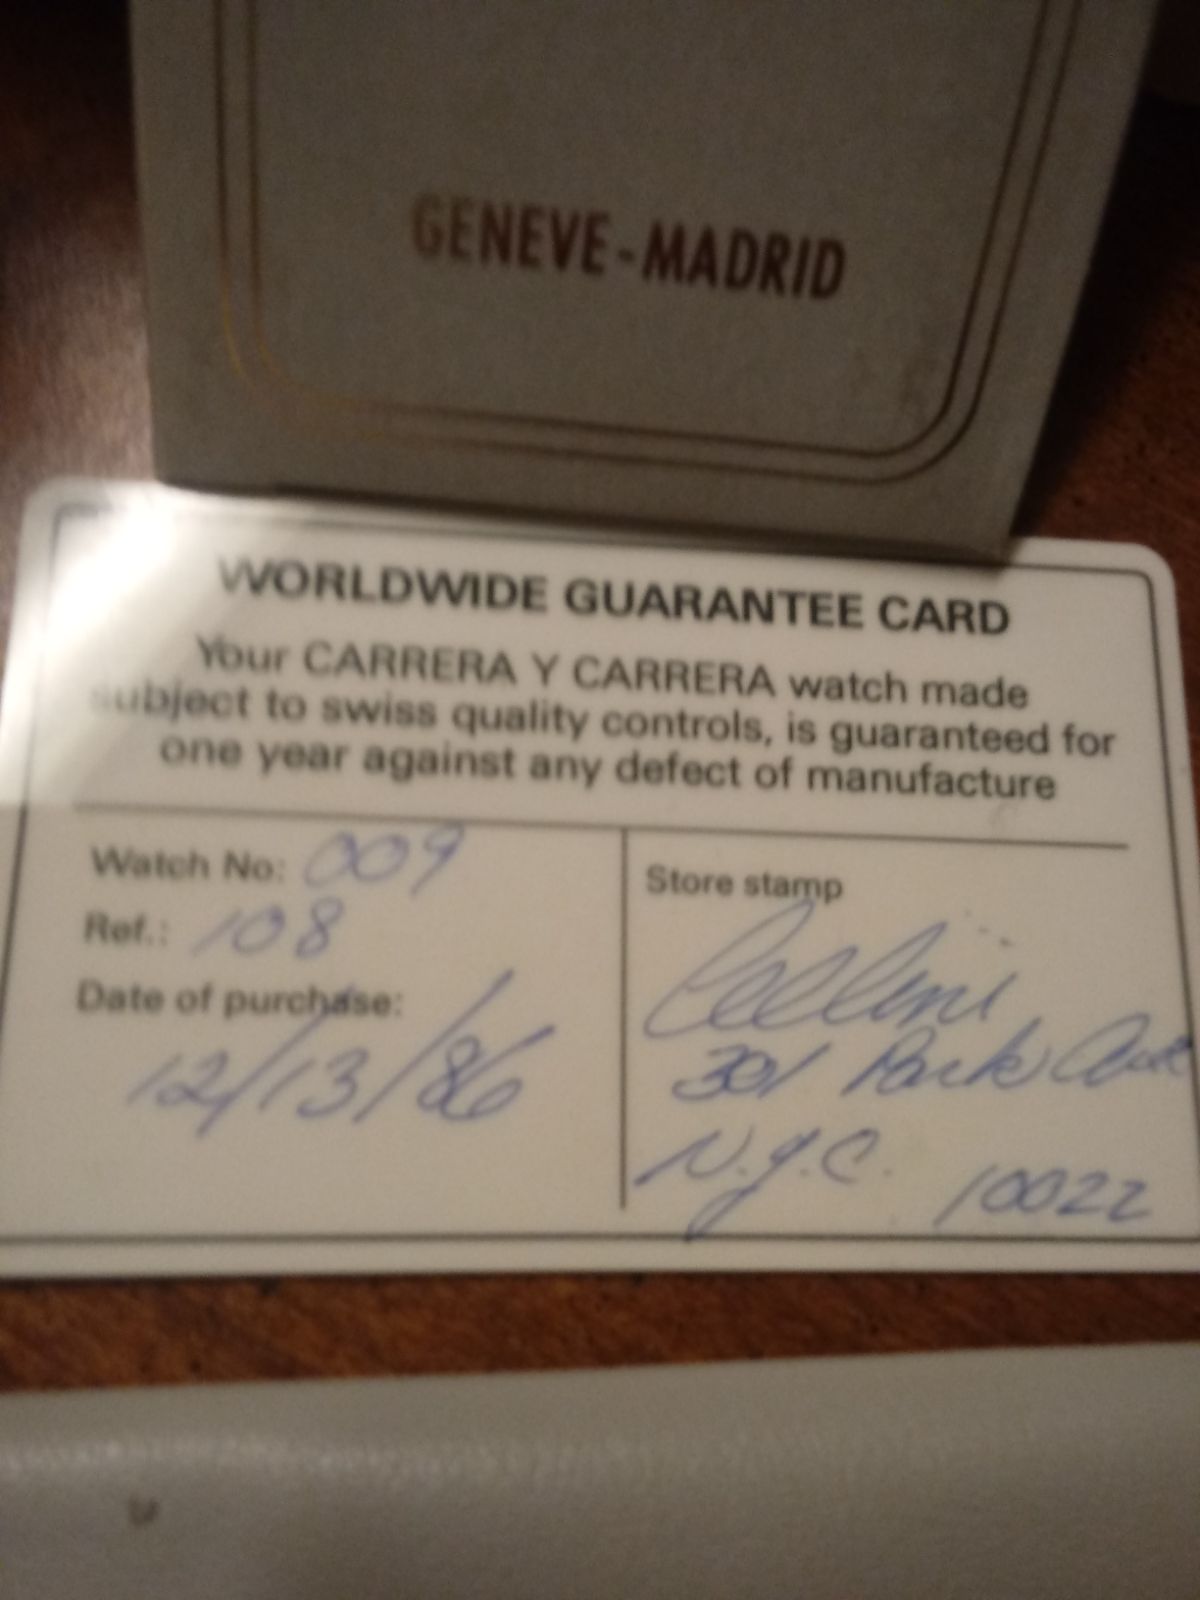 GENEVE-MADRID
WORLDWIDE GUARANTEE CARD
Your CARRERA Y CARRERA watch made
subject to swiss quality controls, is guaranteed for
one year against any defect of manufacture
Watch No: 009
Ref.: 108
Date of purchase:
12/13/86
Store stamp
Cellini
301 Park Ave
N.Y.C. 10022